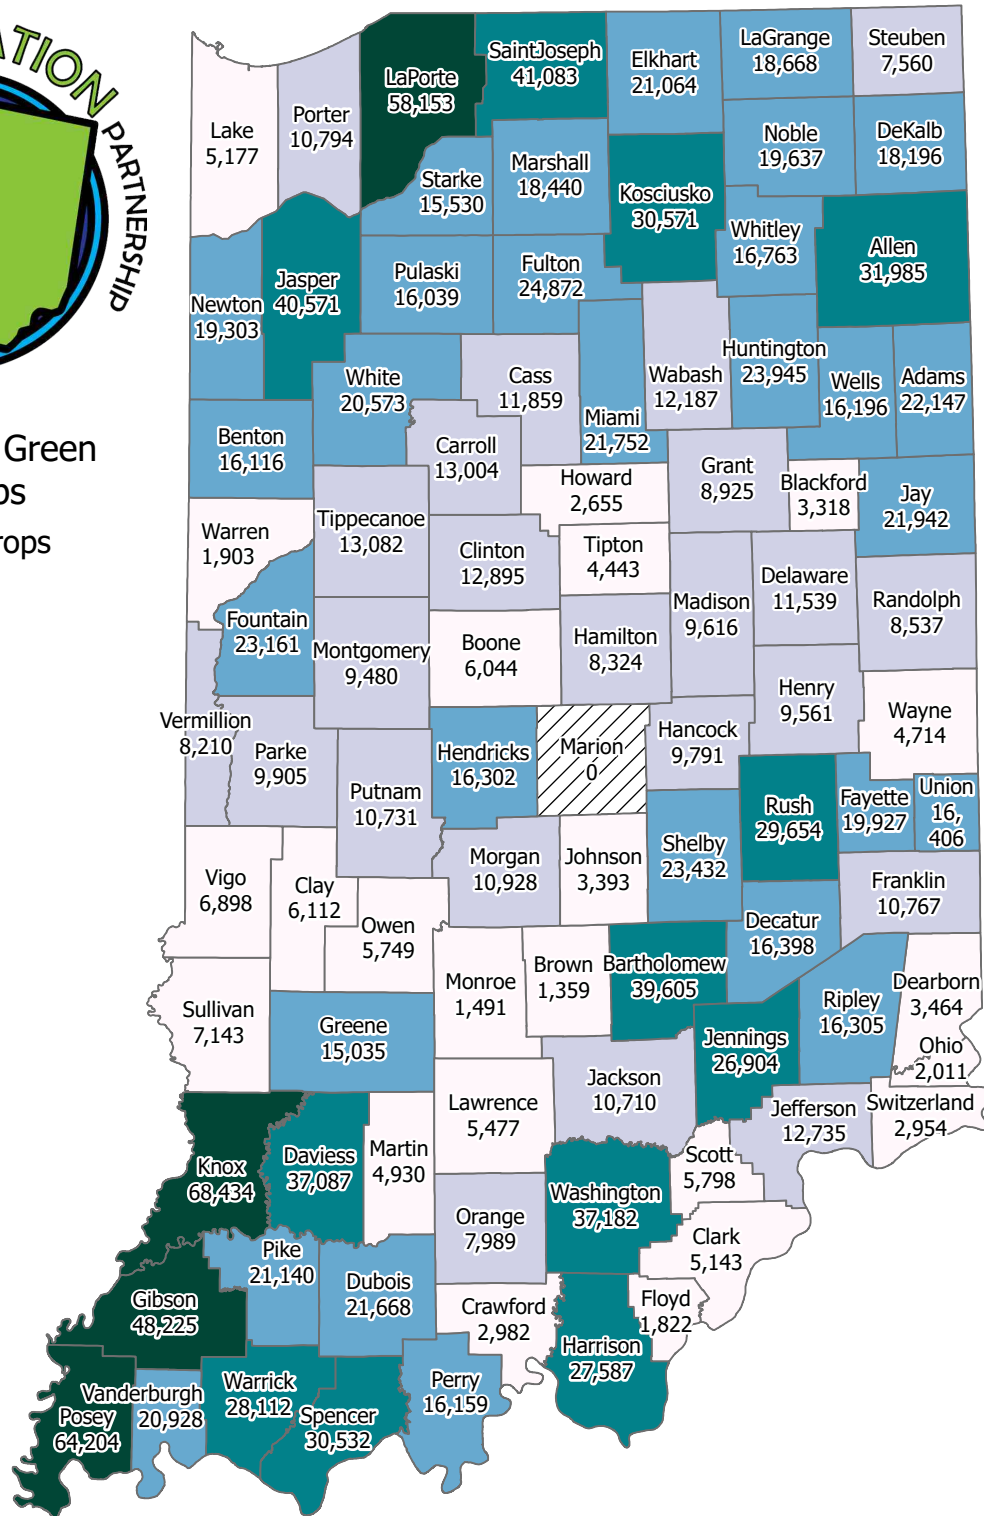 ATION
PARTNERSHIP
Green
ps
rops
Lake
5,177
Porter
10,794
LaPorte
58,153
SaintJoseph
41,083
Elkhart
21,064
LaGrange
18,668
Steuben
7,560
Starke
15,530
Marshall
18,440
Kosciusko
30,571
Noble
19,637
DeKalb
18,196
Whitley
16,763
Allen
31,985
Newton
19,303
Jasper
40,571
Pulaski
16,039
Fulton
24,872
White
20,573
Cass
11,859
Miami
21,752
Wabash
12,187
Huntington
23,945
Wells
16,196
Adams
22,147
Benton
16,116
Carroll
13,004
Howard
2,655
Grant
8,925
Blackford
3,318
Jay
21,942
Warren
1,903
Tippecanoe
13,082
Clinton
12,895
Tipton
4,443
Madison
9,616
Delaware
11,539
Randolph
8,537
Fountain
23,161
Montgomery
9,480
Boone
6,044
Hamilton
8,324
Henry
9,561
Wayne
4,714
Vermillion
8,210
Parke
9,905
Putnam
10,731
Hendricks
16,302
Marion
0
Hancock
9,791
Rush
29,654
Fayette
19,927
Union
16,
406
Shelby
23,432
Morgan
10,928
Johnson
3,393
Vigo
6,898
Clay
6,112
Owen
5,749
Franklin
10,767
Decatur
16,398
Sullivan
7,143
Greene
15,035
Monroe
1,491
Brown
1,359
Bartholomew
39,605
Jennings
26,904
Ripley
16,305
Dearborn
3,464
Ohio
2,011
Jackson
10,710
Lawrence
5,477
Jefferson
12,735
Switzerland
2,954
Knox
68,434
Daviess
37,087
Martin
4,930
Scott
5,798
Washington
37,182
Orange
7,989
Clark
5,143
Pike
21,140
Dubois
21,668
Gibson
48,225
Crawford
2,982
Floyd
1,822
Harrison
27,587
Vanderburgh
20,928
Posey
64,204
Warrick
28,112
Spencer
30,532
Perry
16,159